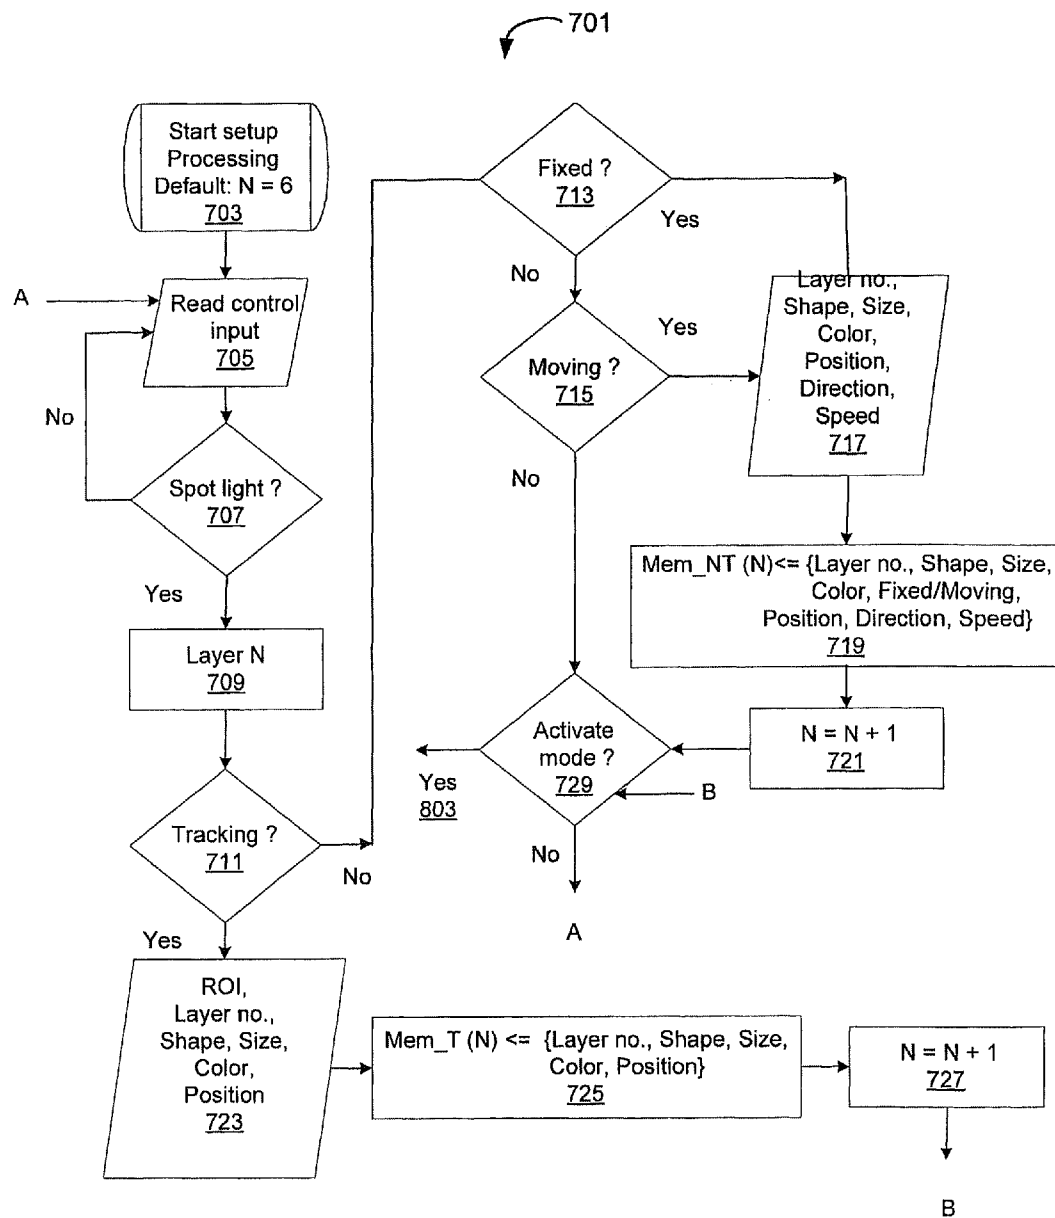 701
Start setup
Processing
Default: N = 6
703
A
Read control
input
705
No
Spot light ?
707
Yes
Layer N
709
Tracking ?
711
No
Yes
ROI,
Layer no.,
Shape, Size,
Color,
Position
723
Mem_T (N) <= {Layer no., Shape, Size,
Color, Position}
725
N = N + 1
727
B
Fixed ?
713
Yes
No
Moving ?
715
Yes
No
Layer no.,
Shape, Size,
Color,
Position,
Direction,
Speed
717
Mem_NT (N)<= {Layer no., Shape, Size,
Color, Fixed/Moving,
Position, Direction, Speed}
719
N = N + 1
721
Activate
mode ?
729
B
Yes
803
No
A